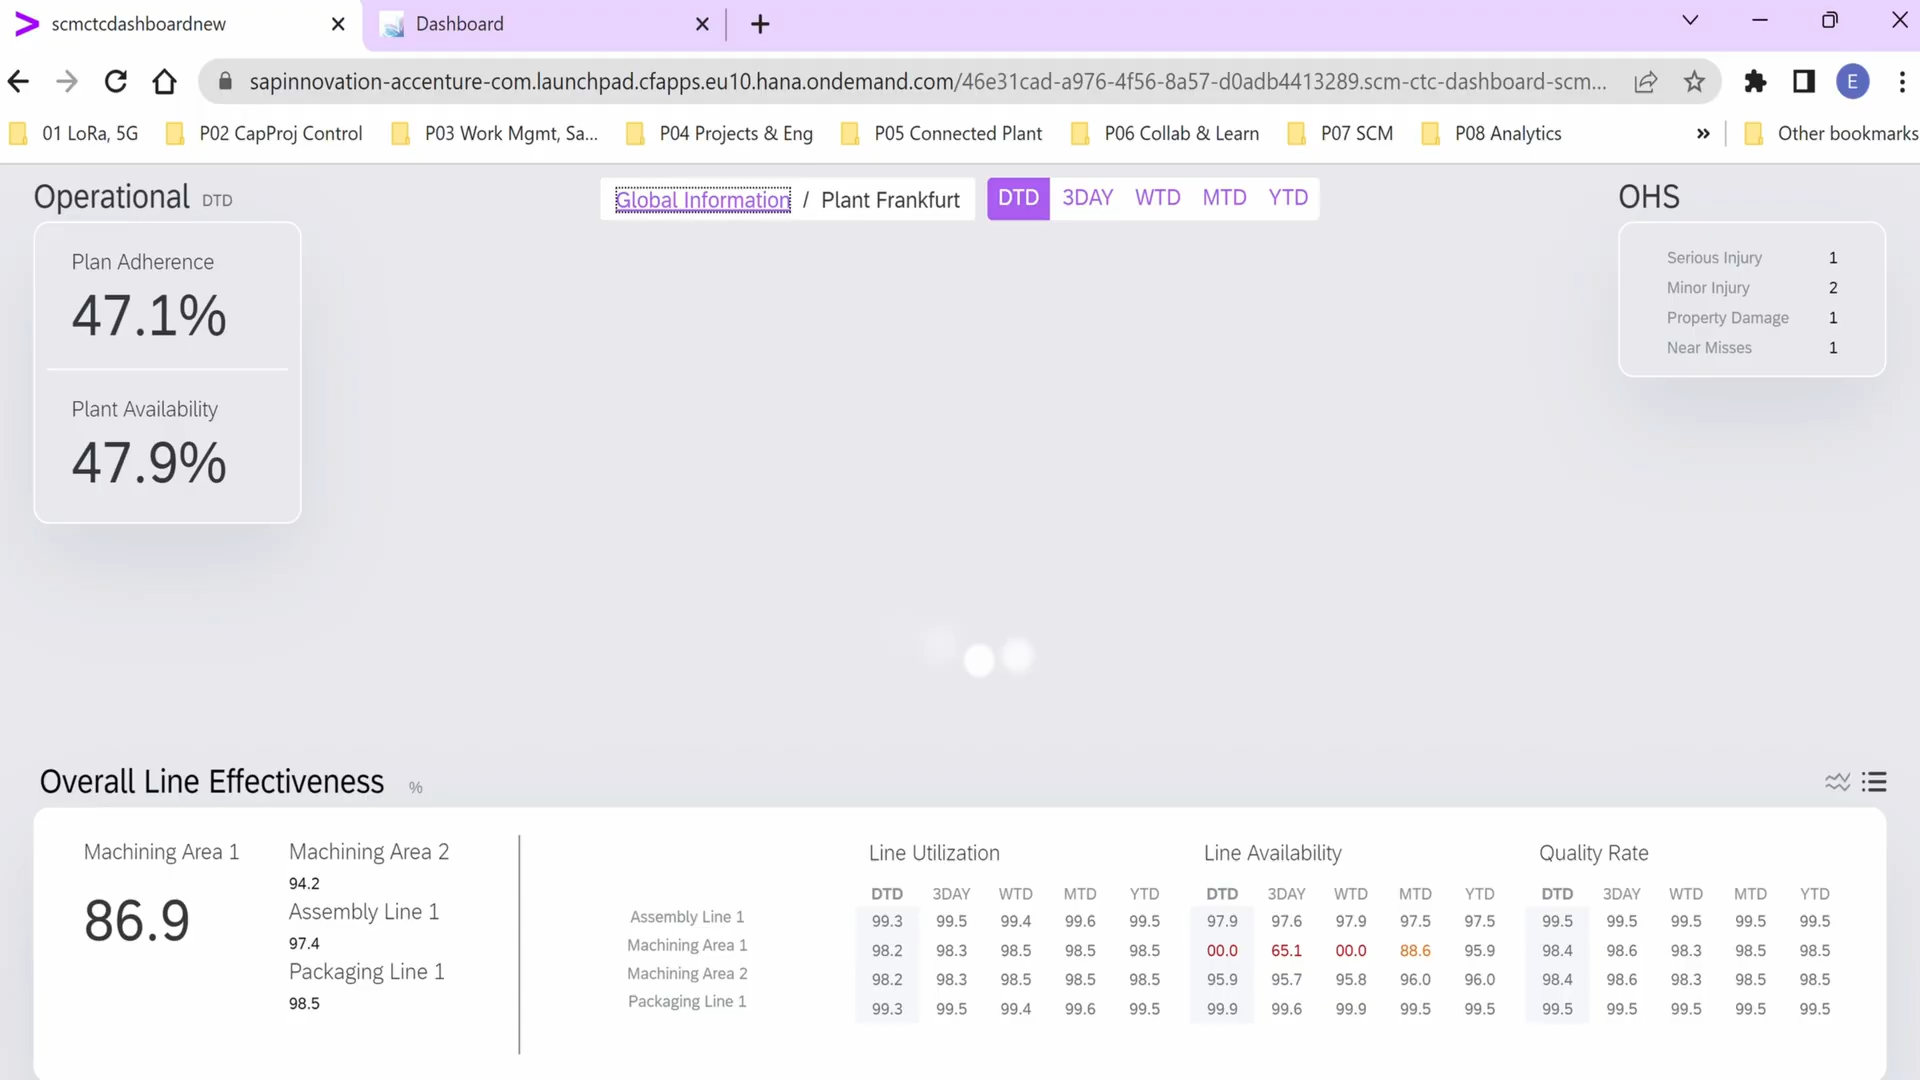 scmctcdashboardnew
Dashboard
sapinnovation-accenture-com.launchpad.cfapps.eu10.hana.ondemand.com/46e31cad-a976-4f56-8a57-d0adb4413289.scm-ctc-dashboard-scm...
E
01 LoRa, 5G P02 CapProj Control P03 Work Mgmt, Sa... P04 Projects & Eng P05 Connected Plant P06 Collab & Learn P07 SCM P08 Analytics » Other bookmarks
Operational DTD
Global Information / Plant Frankfurt DTD 3DAY WTD MTD YTD
OHS
Plan Adherence
47.1%
Plant Availability
47.9%
Serious Injury 1
Minor Injury 2
Property Damage 1
Near Misses 1
Overall Line Effectiveness %
Machining Area 1
86.9
Machining Area 2
94.2
Assembly Line 1
97.4
Packaging Line 1
98.5
Line Utilization Line Availability Quality Rate
DTD 3DAY WTD MTD YTD DTD 3DAY WTD MTD YTD DTD 3DAY WTD MTD YTD
Assembly Line 1 99.3 99.5 99.4 99.6 99.5 97.9 97.6 97.9 97.5 97.5 99.5 99.5 99.5 99.5 99.5
Machining Area 1 98.2 98.3 98.5 98.5 98.5 00.0 65.1 00.0 88.6 95.9 98.4 98.6 98.3 98.5 98.5
Machining Area 2 98.2 98.3 98.5 98.5 98.5 95.9 95.7 95.8 96.0 96.0 98.4 98.6 98.3 98.5 98.5
Packaging Line 1 99.3 99.5 99.4 99.6 99.5 99.9 99.6 99.9 99.5 99.5 99.5 99.5 99.5 99.5 99.5